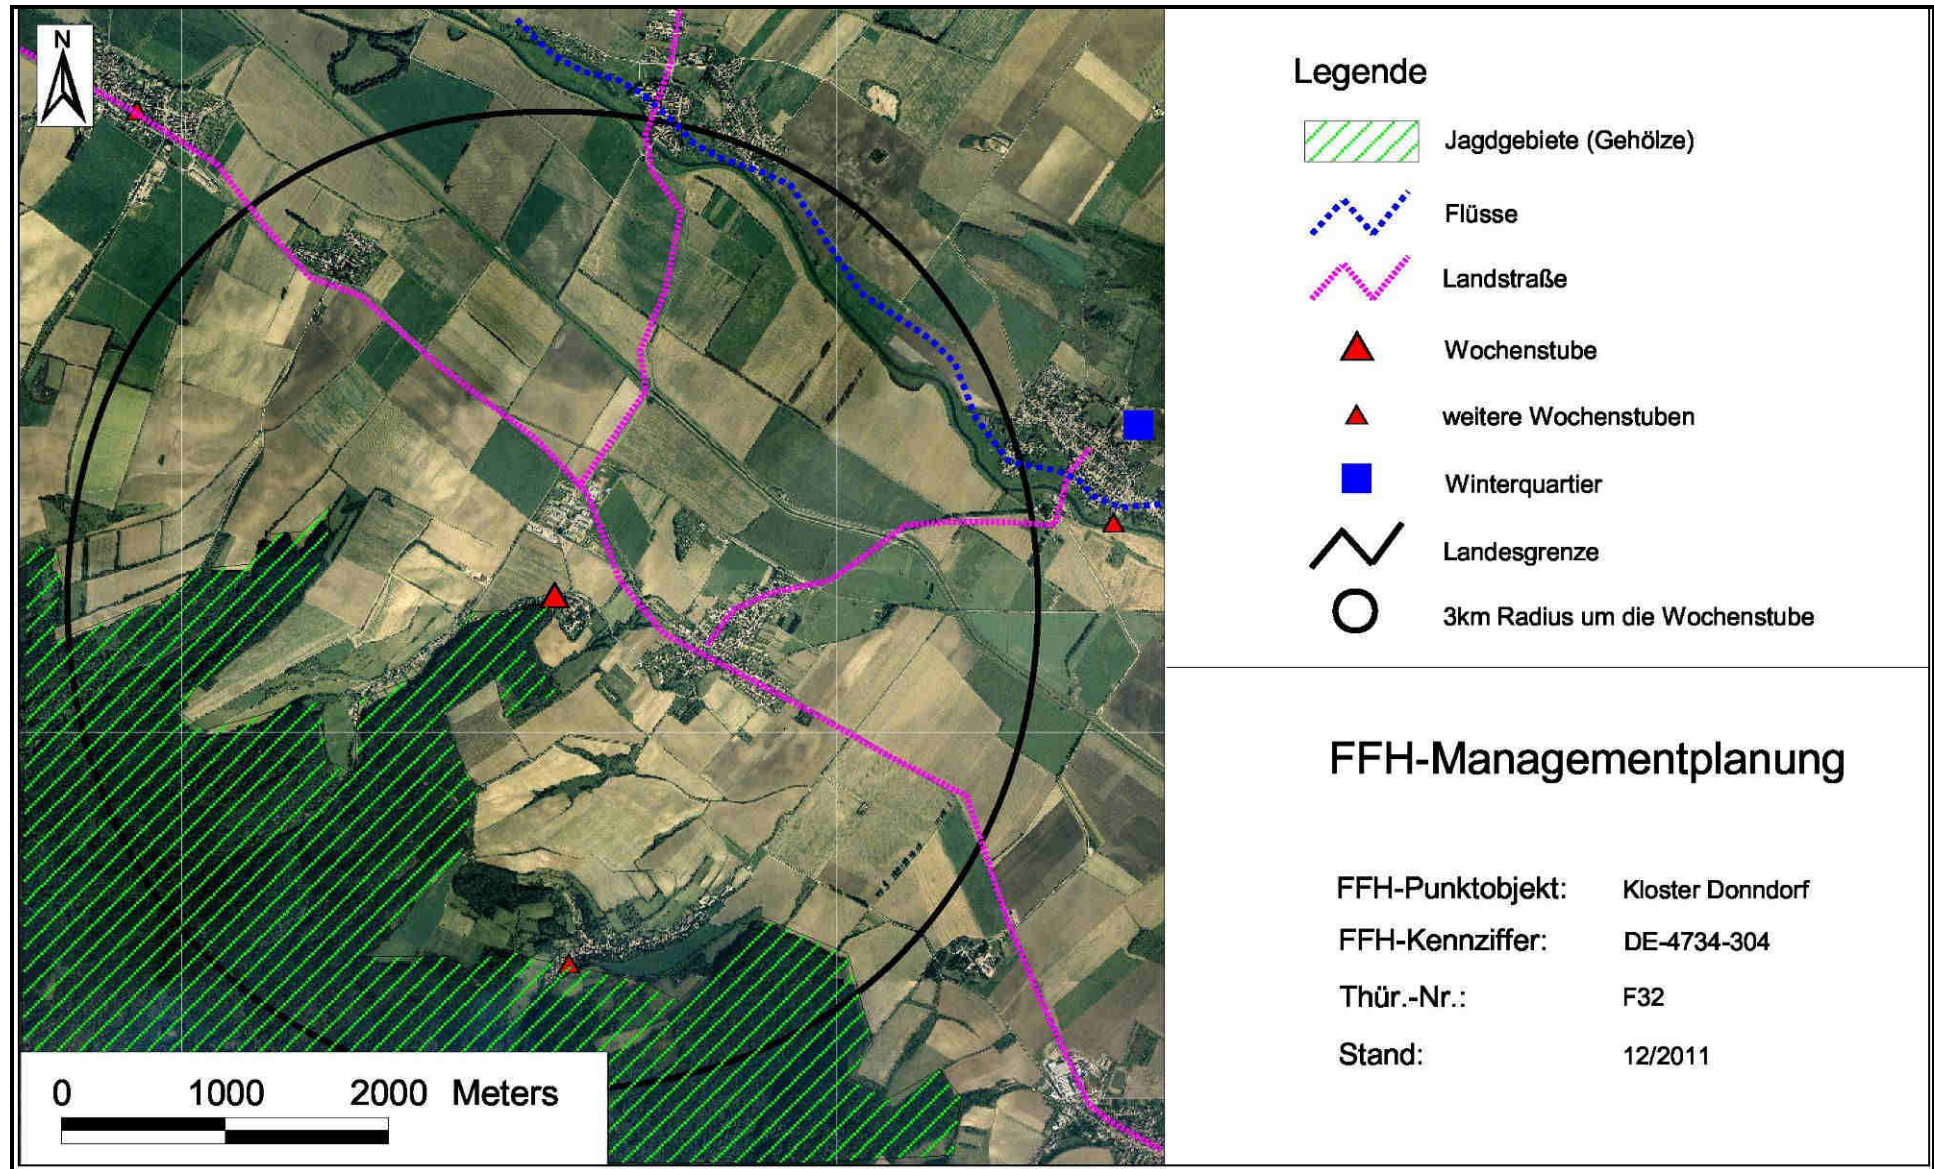 N
Legende
Jagdgebiete (Gehölze)
Flüsse
Landstraße
Wochenstube
weitere Wochenstuben
Winterquartier
Landesgrenze
3km Radius um die Wochenstube
FFH-Managementplanung
FFH-Punktobjekt: Kloster Donndorf
FFH-Kennziffer: DE-4734-304
Thür.-Nr.: F32
Stand: 12/2011
0 1000 2000 Meters